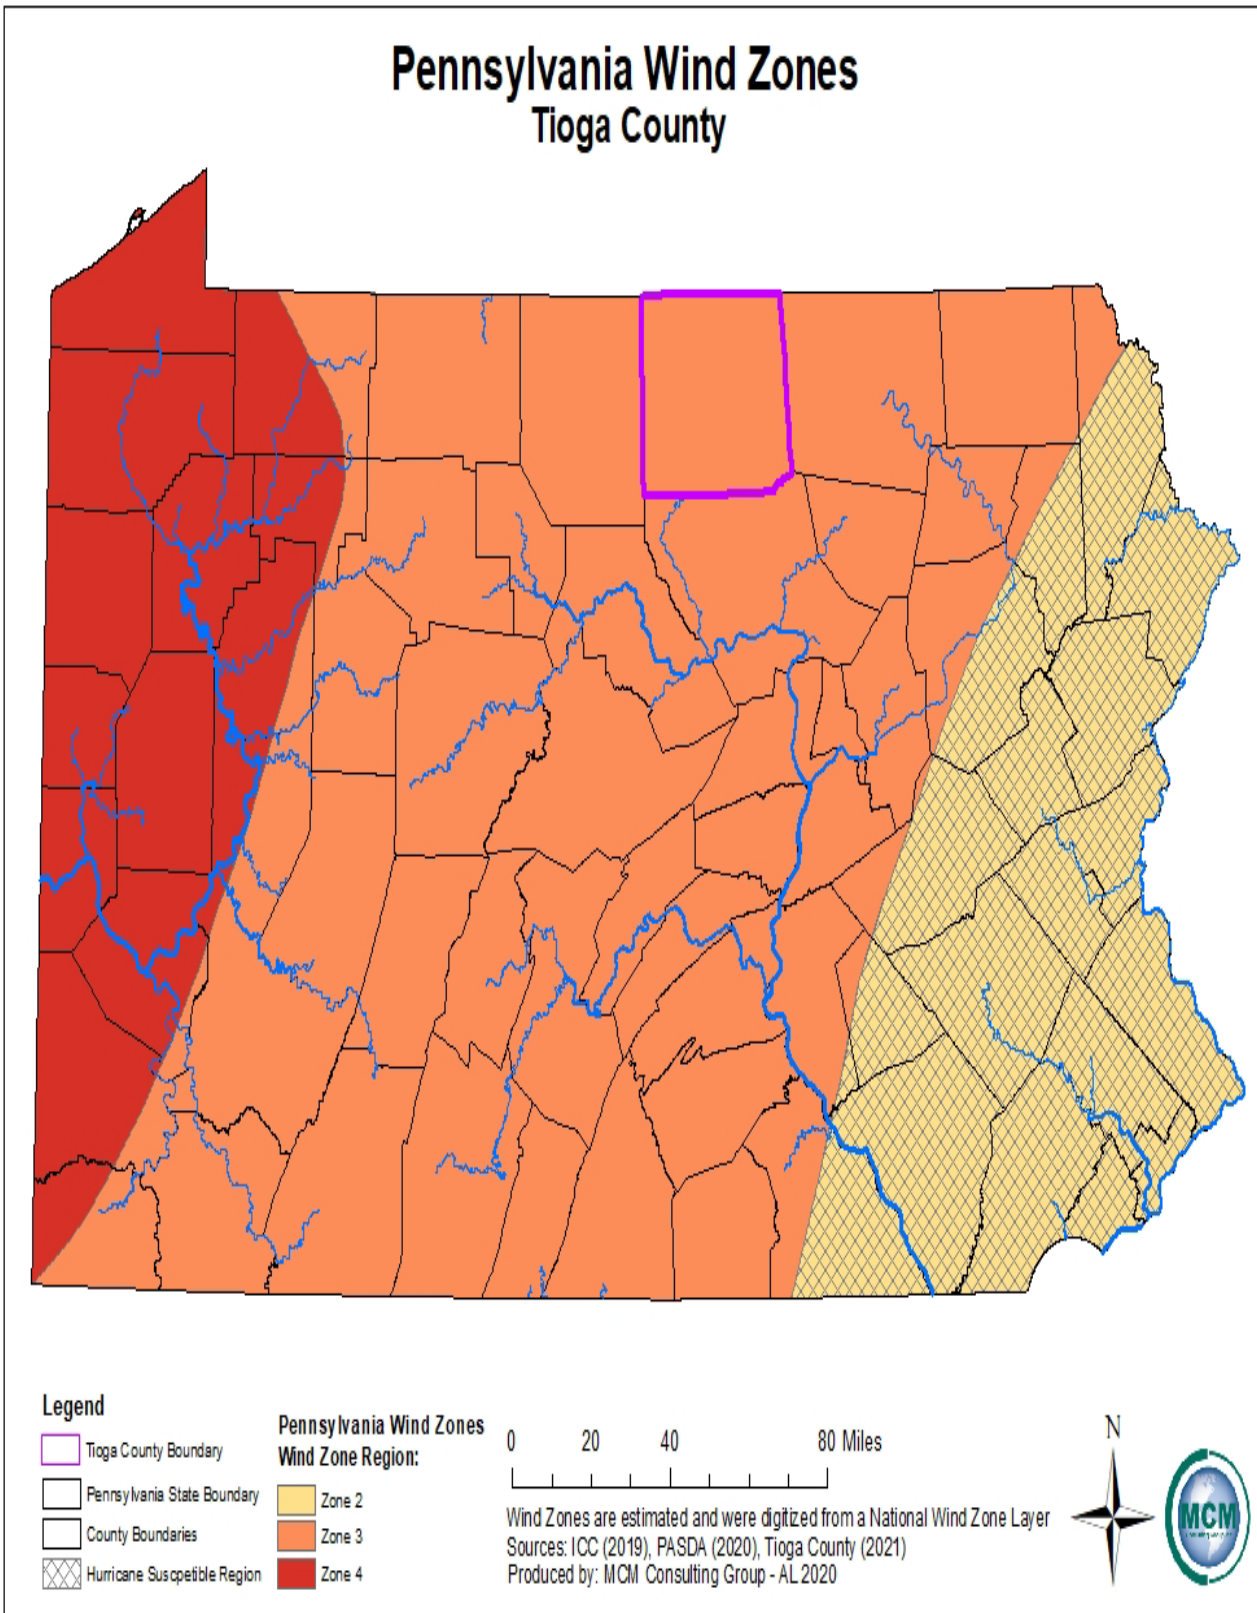 Pennsylvania Wind Zones
Tioga County
Legend
Tioga County Boundary
Pennsylvania State Boundary
County Boundaries
Hurricane Suscpetible Region
Pennsylvania Wind Zones
Wind Zone Region:
Zone 2
Zone 3
Zone 4
0 20 40 80 Miles
Wind Zones are estimated and were digitized from a National Wind Zone Layer
Sources: ICC (2019), PASDA (2020), Tioga County (2021)
Produced by: MCM Consulting Group - AL 2020
N
MCM